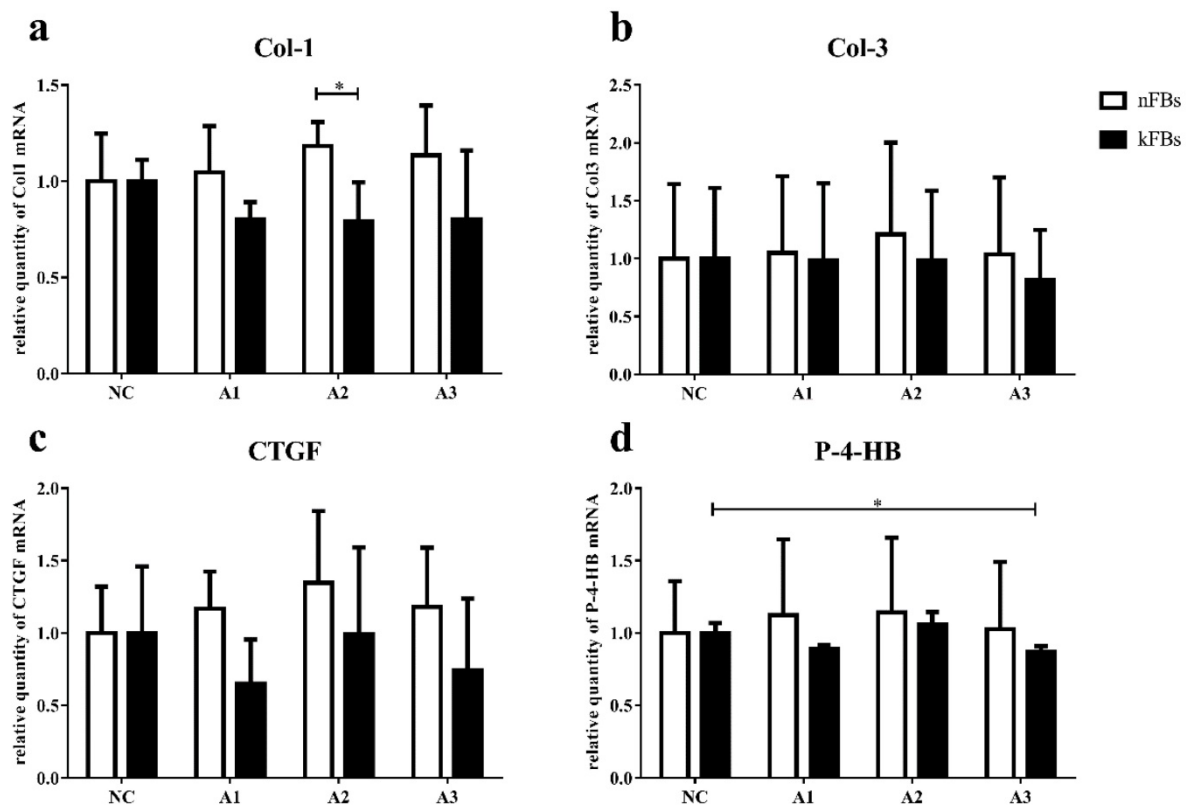 a
Col-1
relative quantity of Col1 mRNA
1.5
1.0
0.5
0.0
*
NC A1 A2 A3
b
Col-3
relative quantity of Col3 mRNA
2.5
2.0
1.5
1.0
0.5
0.0
NC A1 A2 A3
nFBs
kFBs
c
CTGF
relative quantity of CTGF mRNA
2.0
1.5
1.0
0.5
0.0
NC A1 A2 A3
d
P-4-HB
relative quantity of P-4-HB mRNA
2.0
1.5
1.0
0.5
0.0
*
NC A1 A2 A3